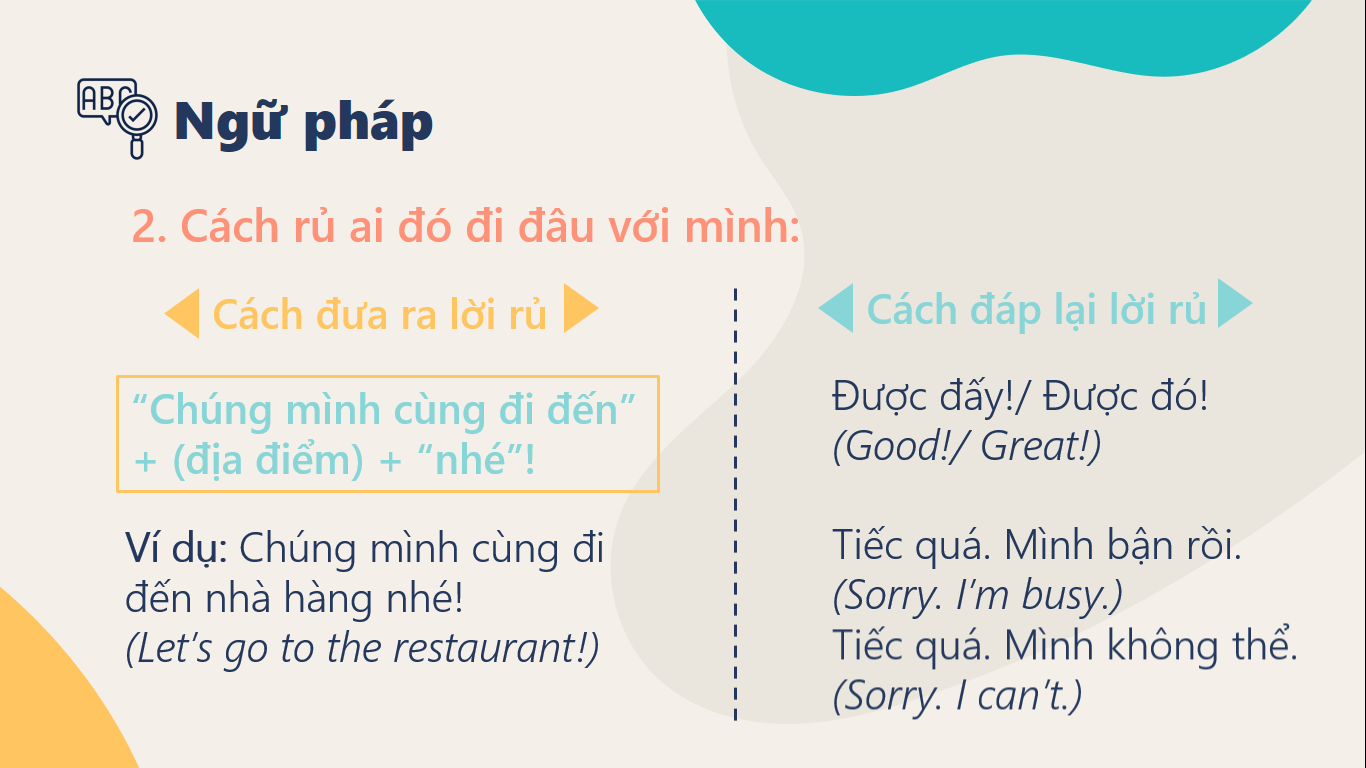 ABC
Ngữ pháp
2. Cách rủ ai đó đi đâu với mình:
Cách đưa ra lời rủ
“Chúng mình cùng đi đến”
+ (địa điểm) + “nhé”!
Ví dụ: Chúng mình cùng đi
đến nhà hàng nhé!
(Let’s go to the restaurant!)
Cách đáp lại lời rủ
Được đấy!/ Được đó!
(Good!/ Great!)
Tiếc quá. Mình bận rồi.
(Sorry. I’m busy.)
Tiếc quá. Mình không thể.
(Sorry. I can’t.)